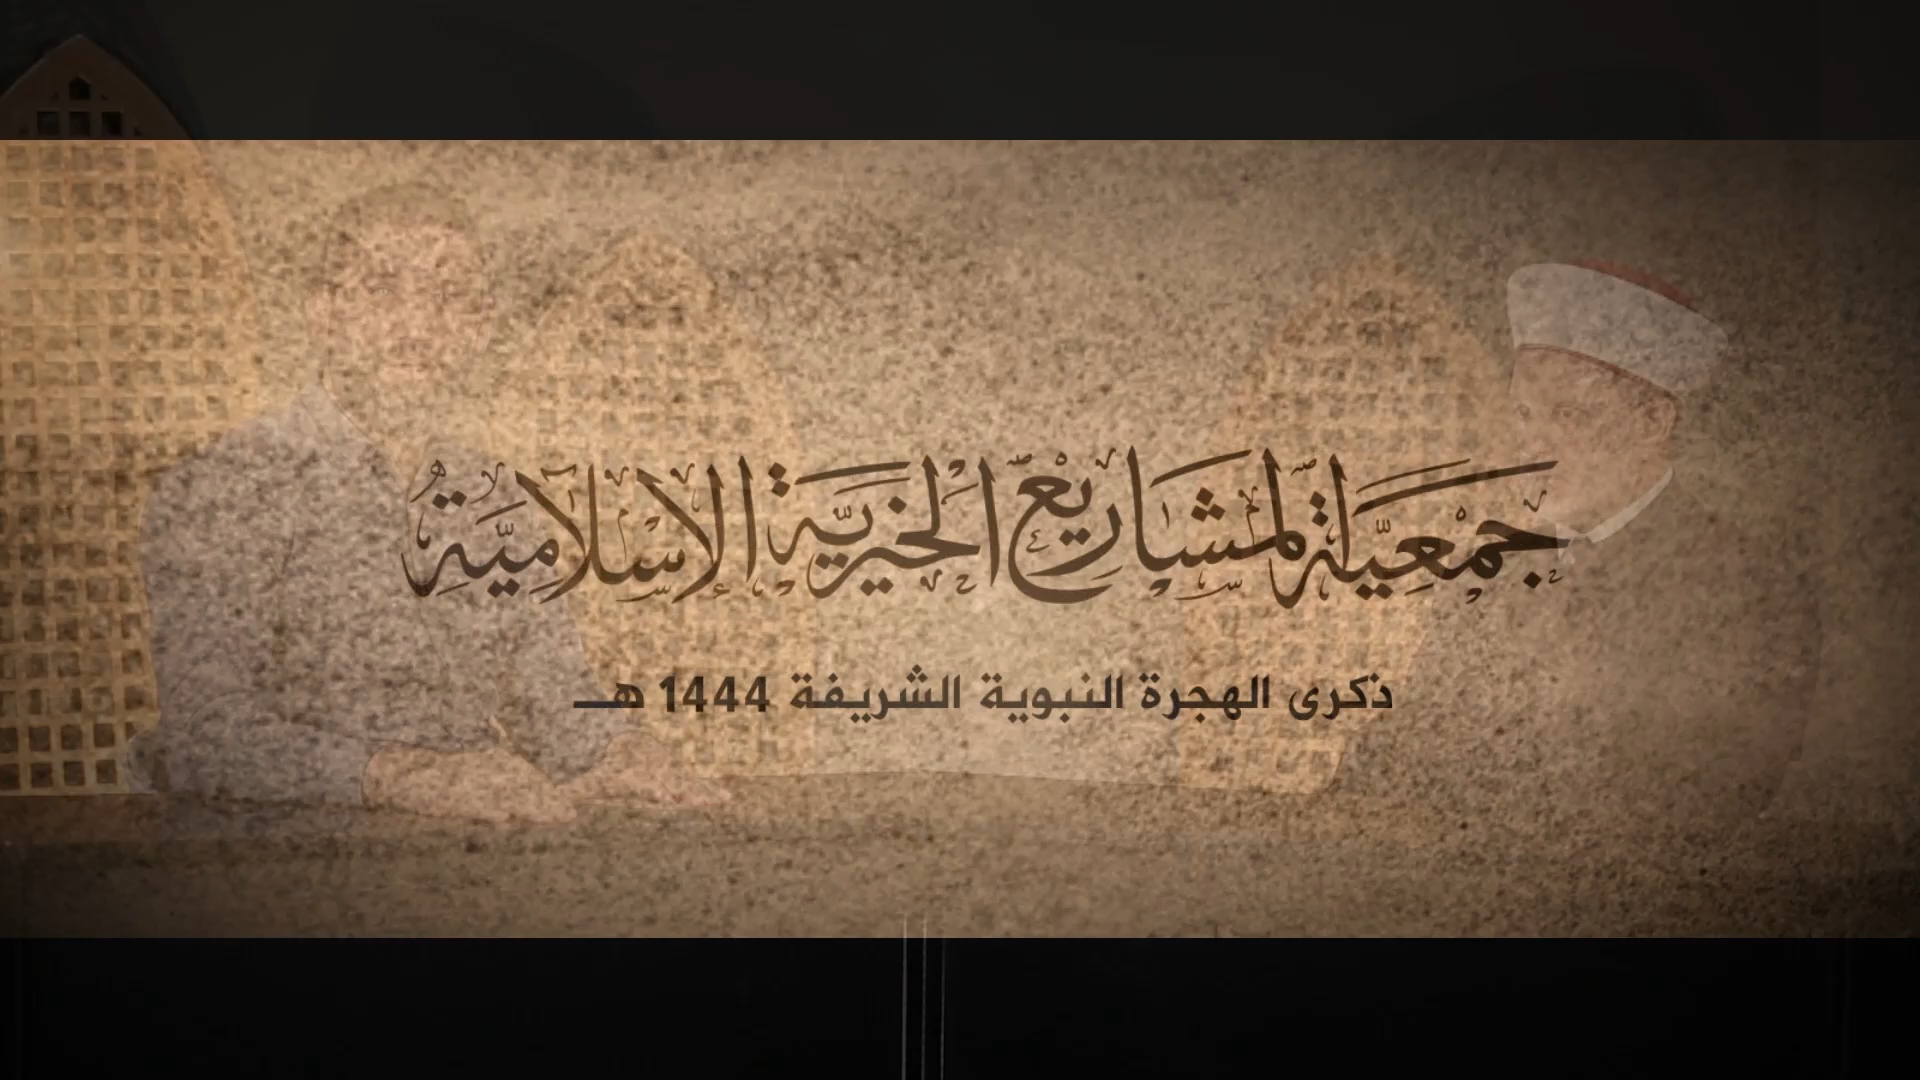 جمعية المشاريع الخيرية الإسلامية
ذكرى الهجرة النبوية الشريفة 1444 هـ